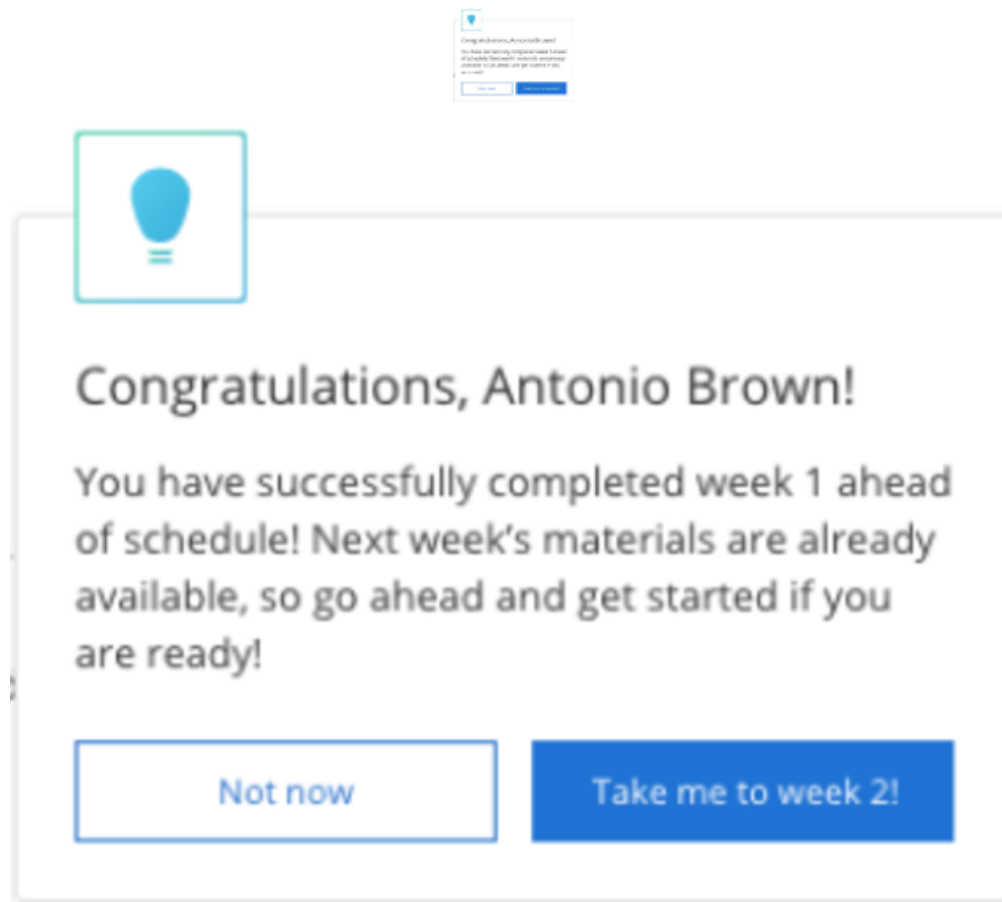 Congratulations, Antonio Brown!
You have successfully completed week 1 ahead
of schedule! Next week’s materials are already
available, so go ahead and get started if you
are ready!
Not now
Take me to week 2!